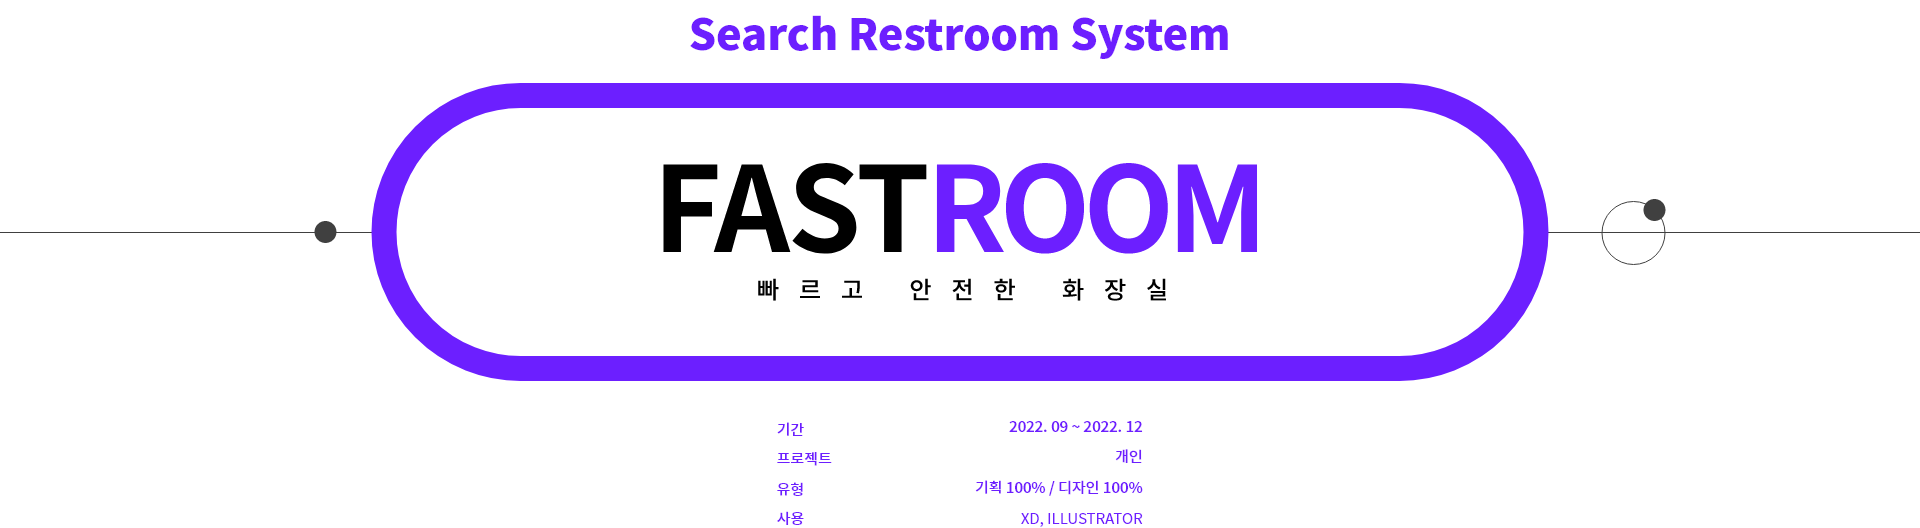 Search Restroom System
FASTROOM
빠르고 안전한 화장실
기간 2022. 09 ~ 2022. 12
프로젝트 개인
유형 기획 100% / 디자인 100%
사용 XD, ILLUSTRATOR